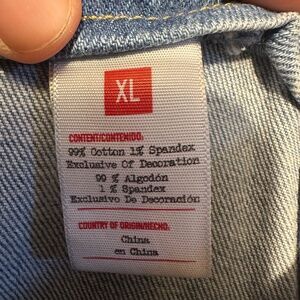 XL
CONTENT/CONTENIDO:
99% Cotton 1% Spandex
Exclusive Of Decoration
99 % Algodón
1 % Spandex
Exclusivo De Decoración
COUNTRY OF ORIGIN/HECHO:
China
en China